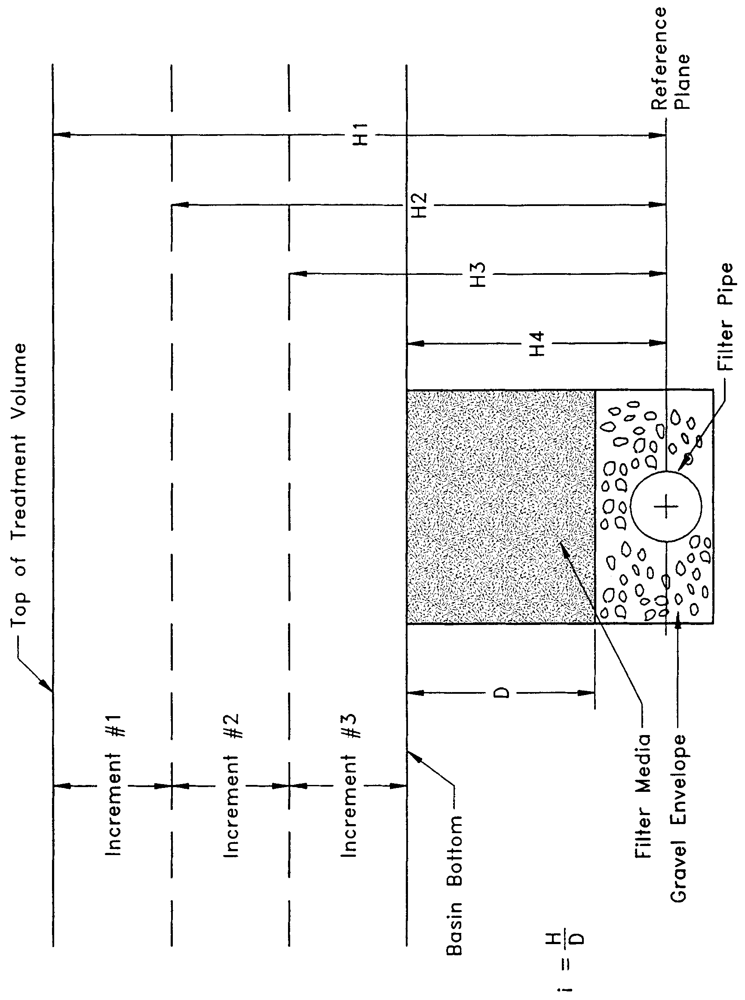 Top of Treatment Volume
Increment #1
Increment #2
Increment #3
H1
H2
H3
H4
Basin Bottom
D
i = H
D
Filter Media
Gravel Envelope
Filter Pipe
Reference
Plane